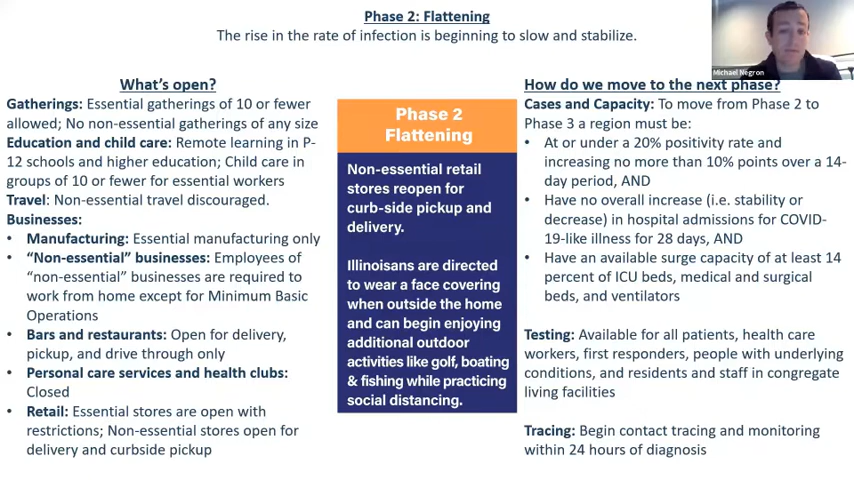 Phase 2: Flattening
The rise in the rate of infection is beginning to slow and stabilize.
Michael Negron
What's open?
Gatherings: Essential gatherings of 10 or fewer
allowed; No non-essential gatherings of any size
Education and child care: Remote learning in P-
12 schools and higher education; Child care in
groups of 10 or fewer for essential workers
Travel: Non-essential travel discouraged.
Businesses:
• Manufacturing: Essential manufacturing only
• "Non-essential" businesses: Employees of
"non-essential" businesses are required to
work from home except for Minimum Basic
Operations
• Bars and restaurants: Open for delivery,
pickup, and drive through only
• Personal care services and health clubs:
Closed
• Retail: Essential stores are open with
restrictions; Non-essential stores open for
delivery and curbside pickup
Phase 2
Flattening
Non-essential retail
stores reopen for
curb-side pickup and
delivery.
Illinoisans are directed
to wear a face covering
when outside the home
and can begin enjoying
additional outdoor
activities like golf, boating
& fishing while practicing
social distancing.
How do we move to the next phase?
Cases and Capacity: To move from Phase 2 to
Phase 3 a region must be:
• At or under a 20% positivity rate and
increasing no more than 10% points over a 14-
day period, AND
• Have no overall increase (i.e. stability or
decrease) in hospital admissions for COVID-
19-like illness for 28 days, AND
• Have an available surge capacity of at least 14
percent of ICU beds, medical and surgical
beds, and ventilators
Testing: Available for all patients, health care
workers, first responders, people with underlying
conditions, and residents and staff in congregate
living facilities
Tracing: Begin contact tracing and monitoring
within 24 hours of diagnosis